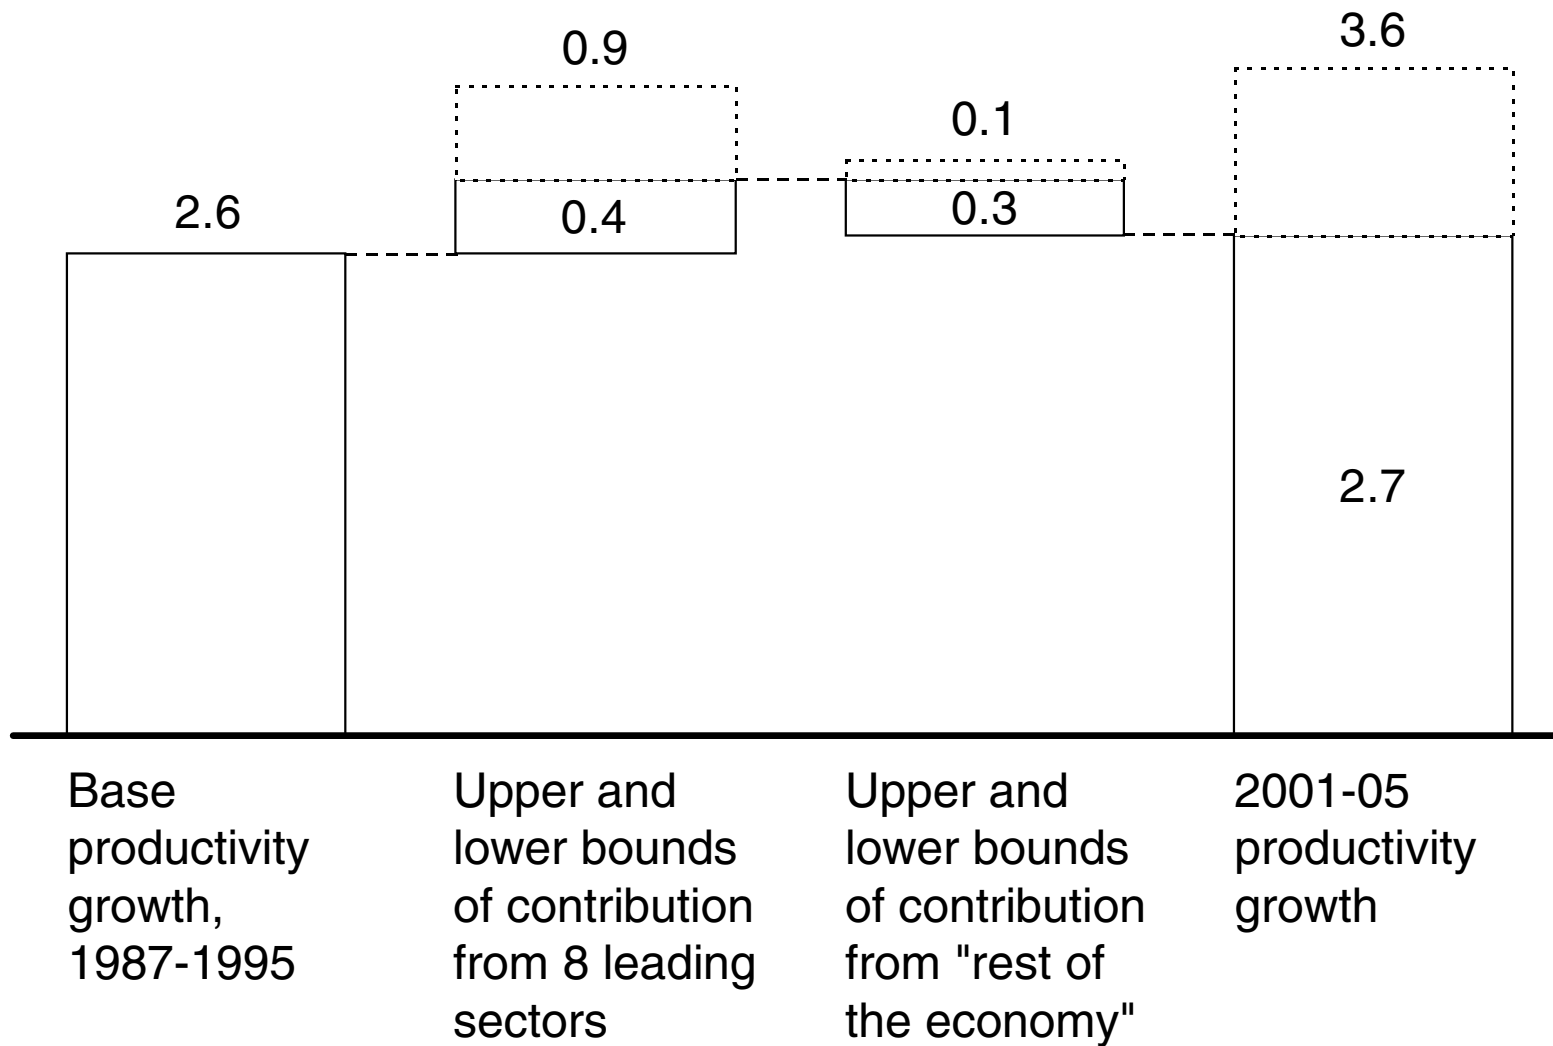 3.6
0.9
0.1
2.6
0.4
0.3
2.7
Base
productivity
growth,
1987-1995
Upper and
lower bounds
of contribution
from 8 leading
sectors
Upper and
lower bounds
of contribution
from "rest of
the economy"
2001-05
productivity
growth